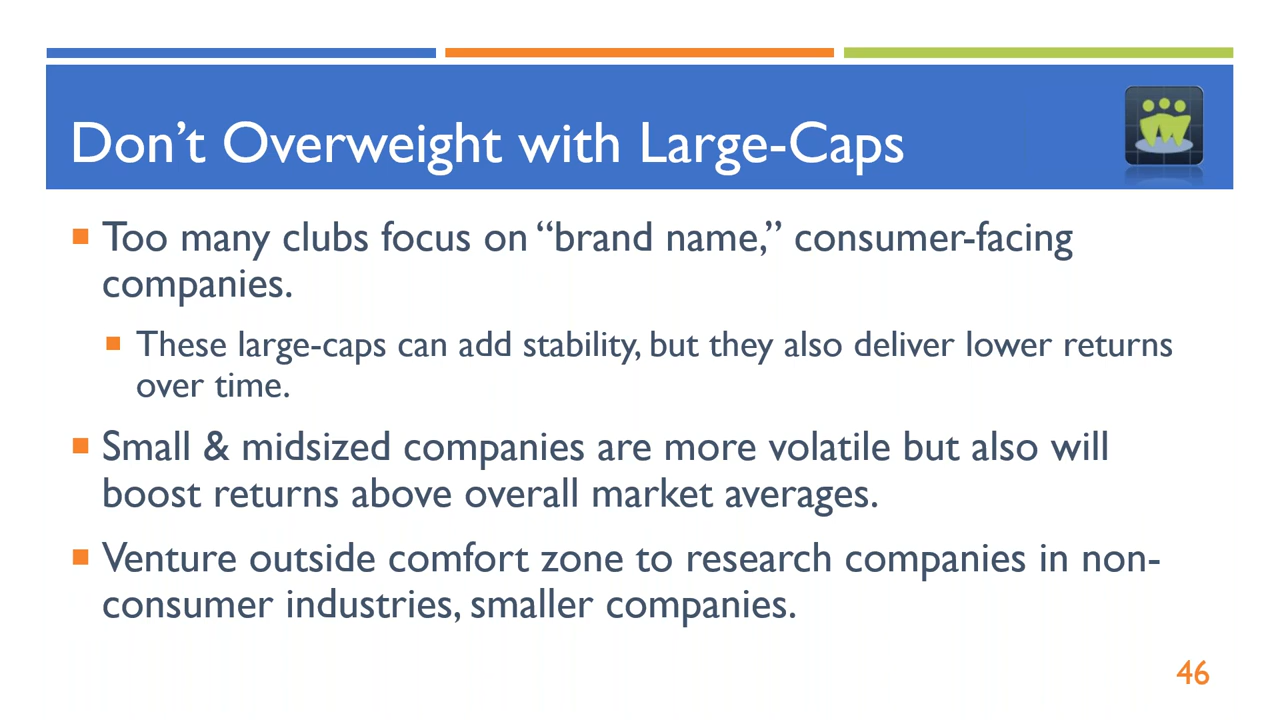 Don’t Overweight with Large-Caps
Too many clubs focus on “brand name,” consumer-facing
companies.
These large-caps can add stability, but they also deliver lower returns
over time.
Small & midsized companies are more volatile but also will
boost returns above overall market averages.
Venture outside comfort zone to research companies in non-
consumer industries, smaller companies.
46